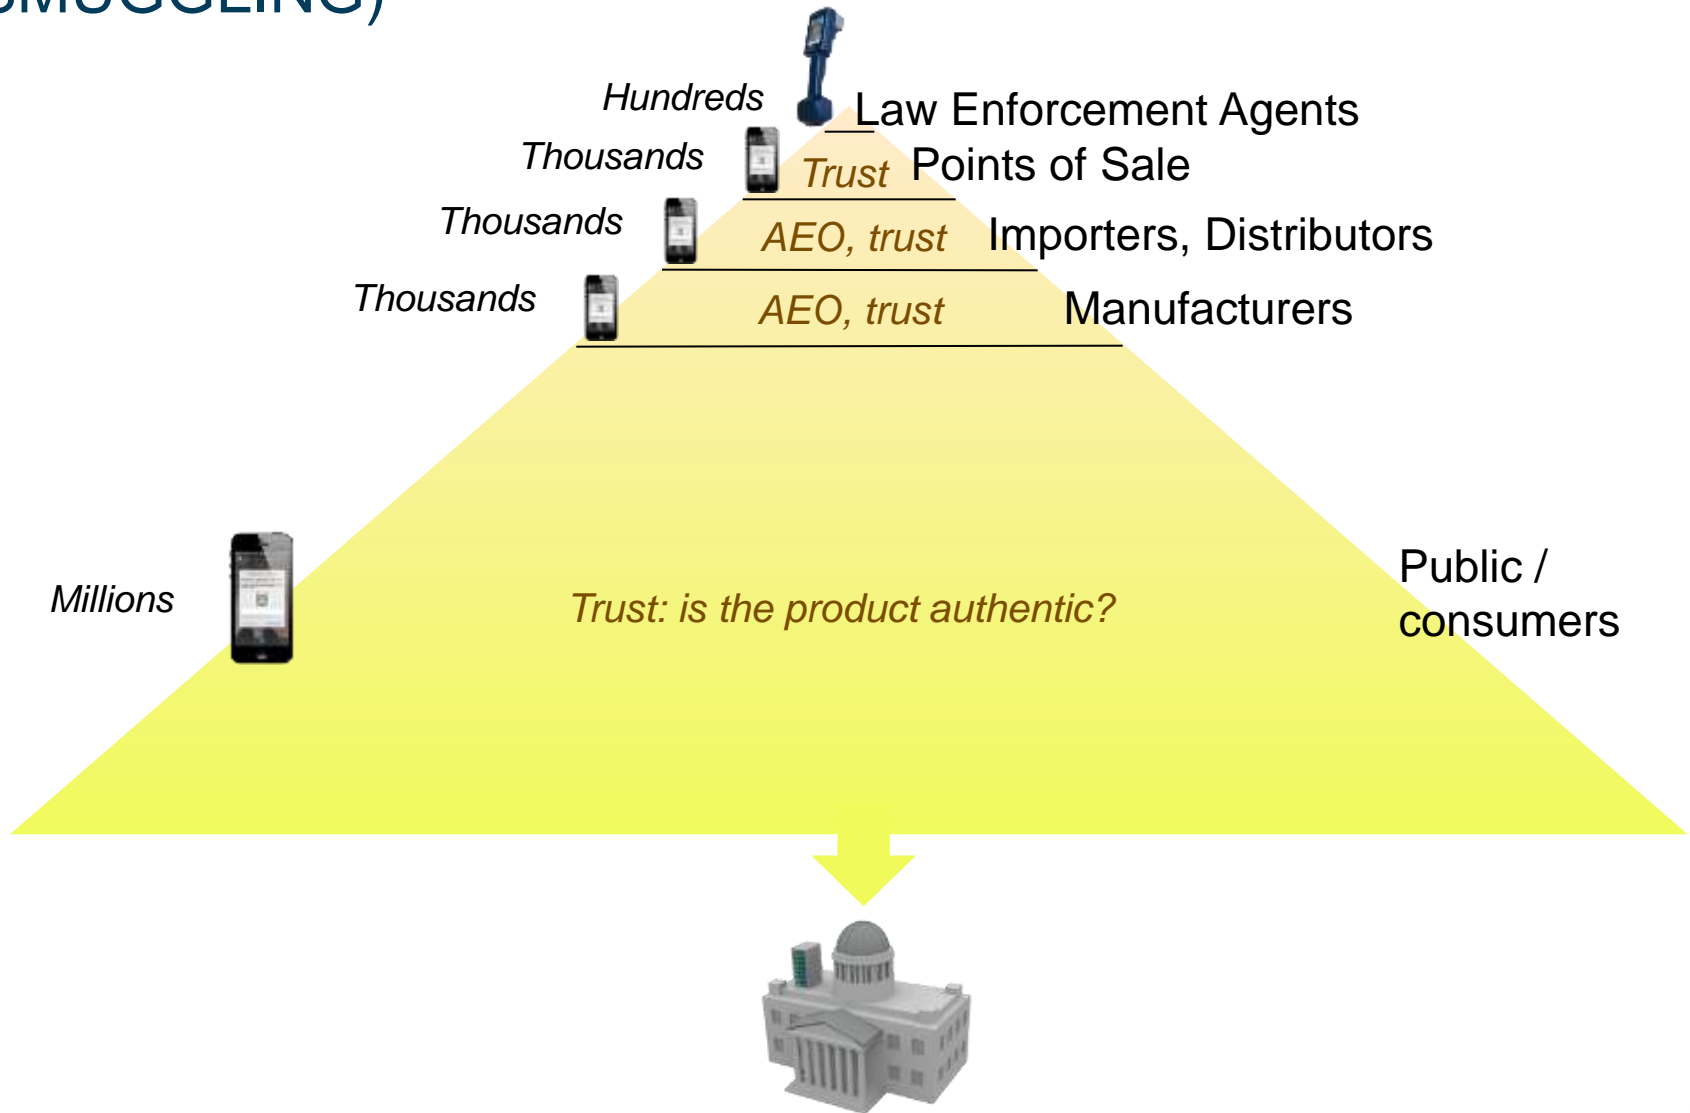 SMUGGLING)
Hundreds
Law Enforcement Agents
Thousands
Trust
Points of Sale
Thousands
AEO, trust
Importers, Distributors
Thousands
AEO, trust
Manufacturers
Millions
Trust: is the product authentic?
Public /
consumers